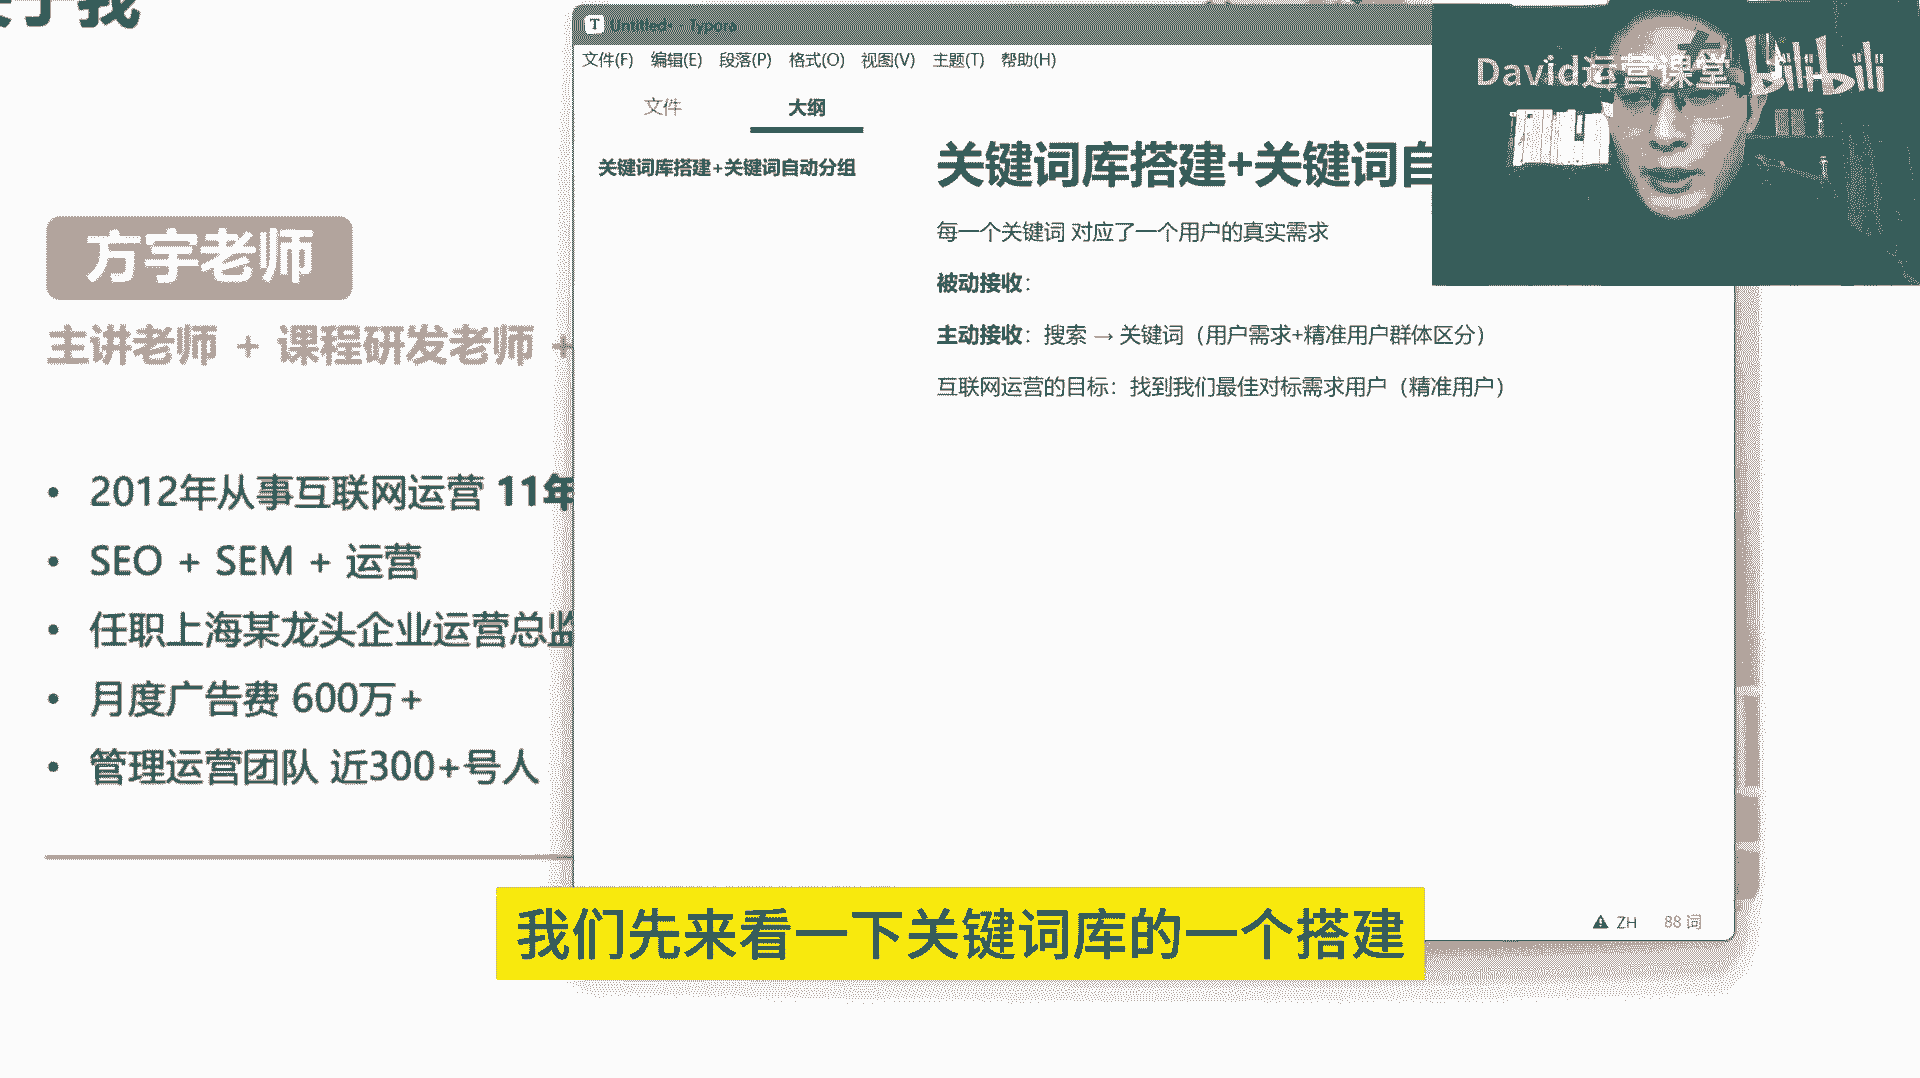 关于我
方宇老师
主讲老师 + 课程研发老师 +
2012年从事互联网运营 11年
SEO + SEM + 运营
任职上海某龙头企业运营总监
月度广告费 600万+
管理运营团队 近300+号人
Untitled• - Typora
文件(F) 编辑(E) 段落(P) 格式(O) 视图(V) 主题(T) 帮助(H)
文件 大纲
关键词库搭建+关键词自动分组
关键词库搭建+关键词自
每一个关键词 对应了一个用户的真实需求
被动接收：
主动接收：搜索 → 关键词（用户需求+精准用户群体区分）
互联网运营的目标：找到我们最佳对标需求用户（精准用户）
ZH 88 词
David运营课堂 bilibili
我们先来看一下关键词库的一个搭建